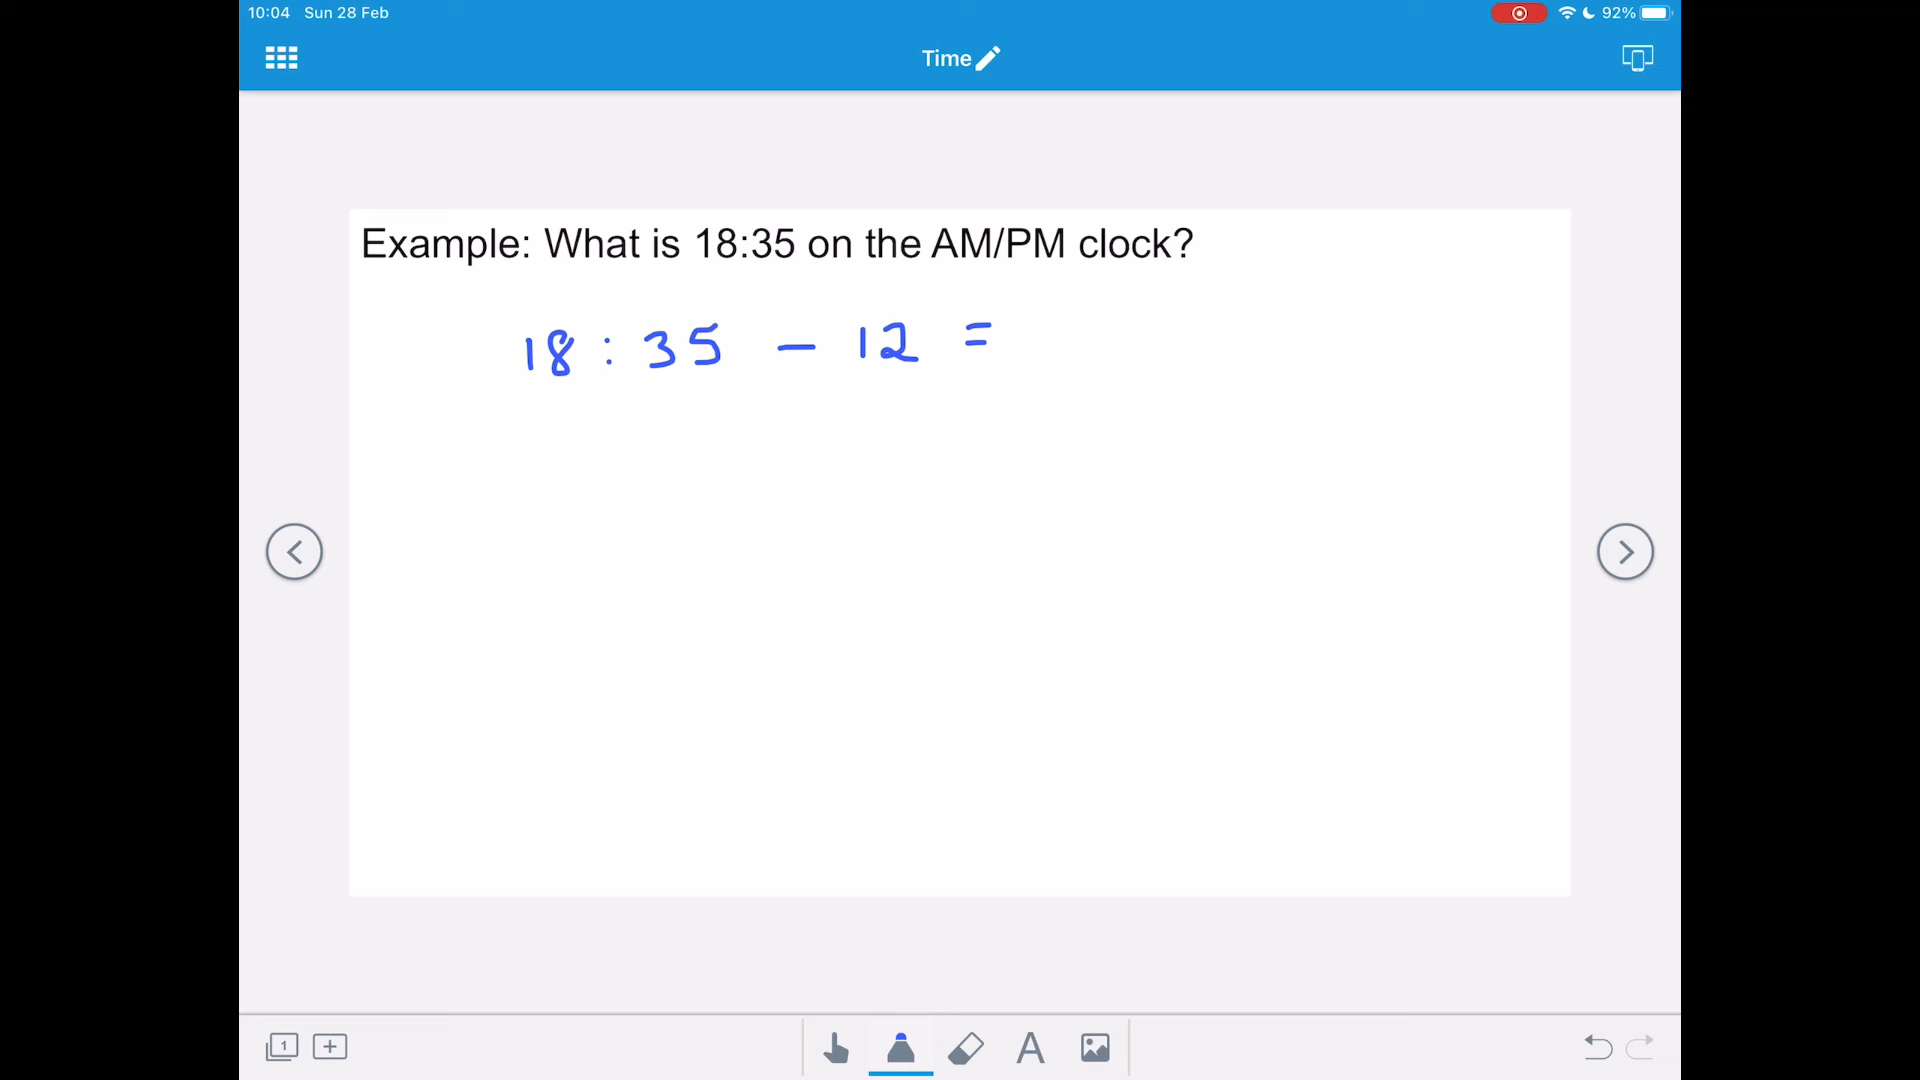 10:04 Sun 28 Feb 92%
Time
Example: What is 18:35 on the AM/PM clock?
18 : 35 - 12 =
1
A